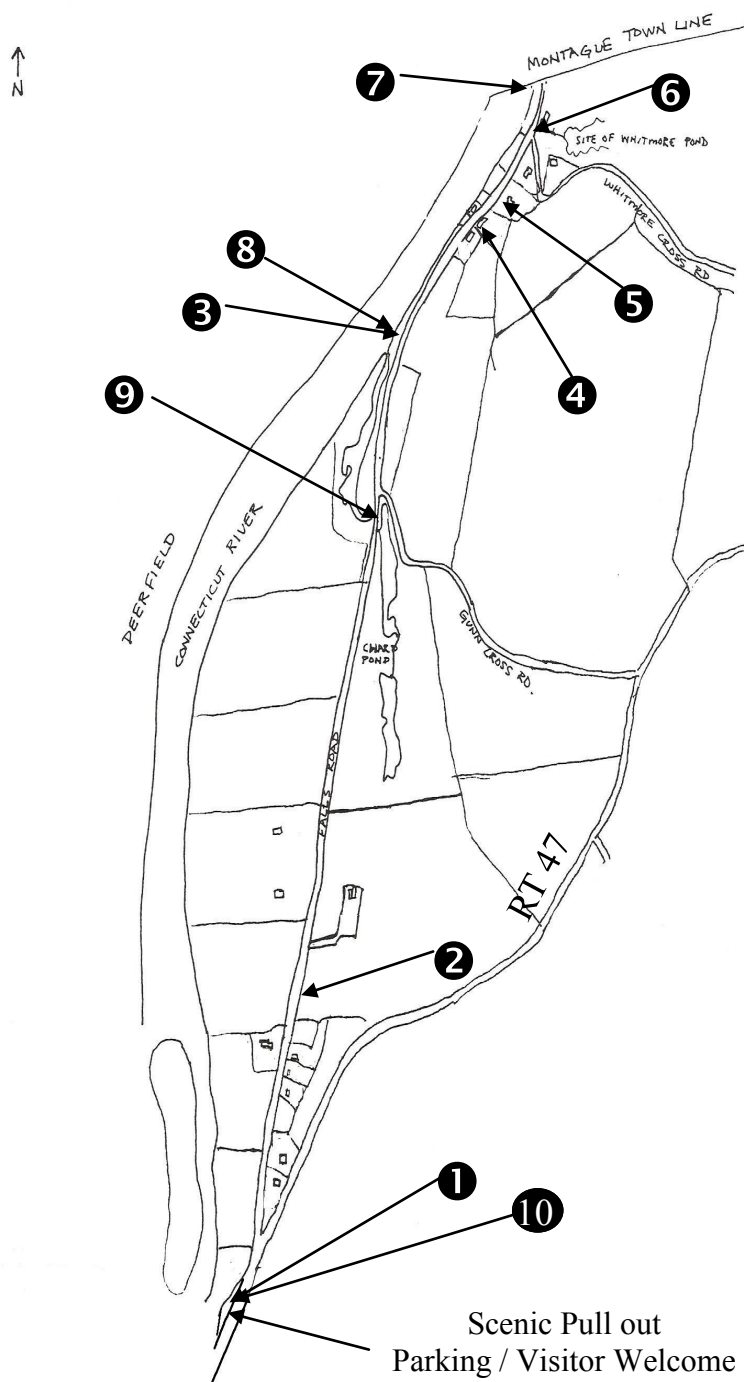 MONTAGUE TOWN LINE
N
7
6
SITE OF WHITMORE POND
WHITMORE CROSS RD
8
5
3
4
9
DEERFIELD
CONNECTICUT RIVER
GUNN CROSS RD.
CHARD
POND
FALLS ROAD
RT 47
2
1
10
Scenic Pull out
Parking / Visitor Welcome